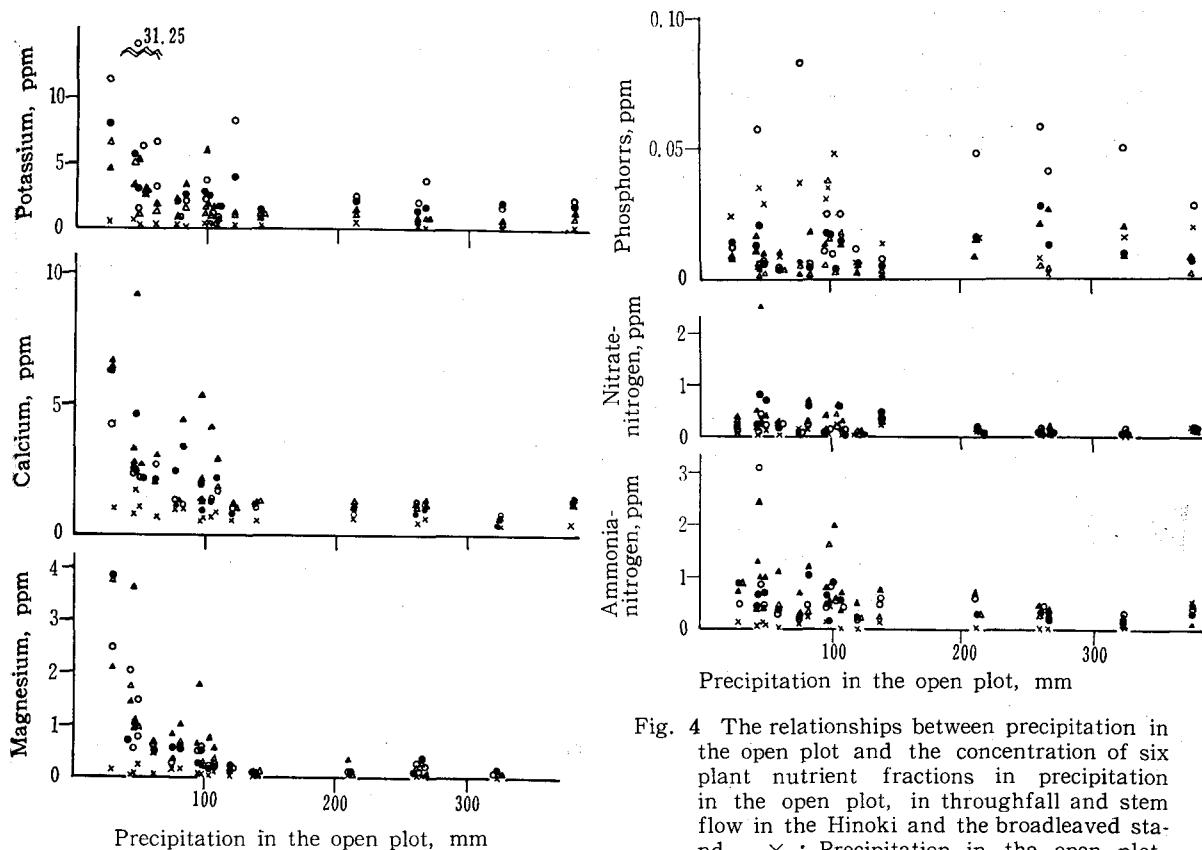 31.25
10
5
0
Potassium, ppm
10
5
0
Calcium, ppm
4
3
2
1
0
Magnesium, ppm
100
200
300
Precipitation in the open plot, mm
0.10
0.05
0
Phosphorrs, ppm
2
1
0
Nitrate-
nitrogen, ppm
3
2
1
0
Ammonia-
nitrogen, ppm
100
200
300
Precipitation in the open plot, mm
Fig. 4 The relationships between precipitation in
the open plot and the concentration of six
plant nutrient fractions in precipitation
in the open plot, in throughfall and stem
flow in the Hinoki and the broadleaved sta-
nd × : Precipitation in the open plot,